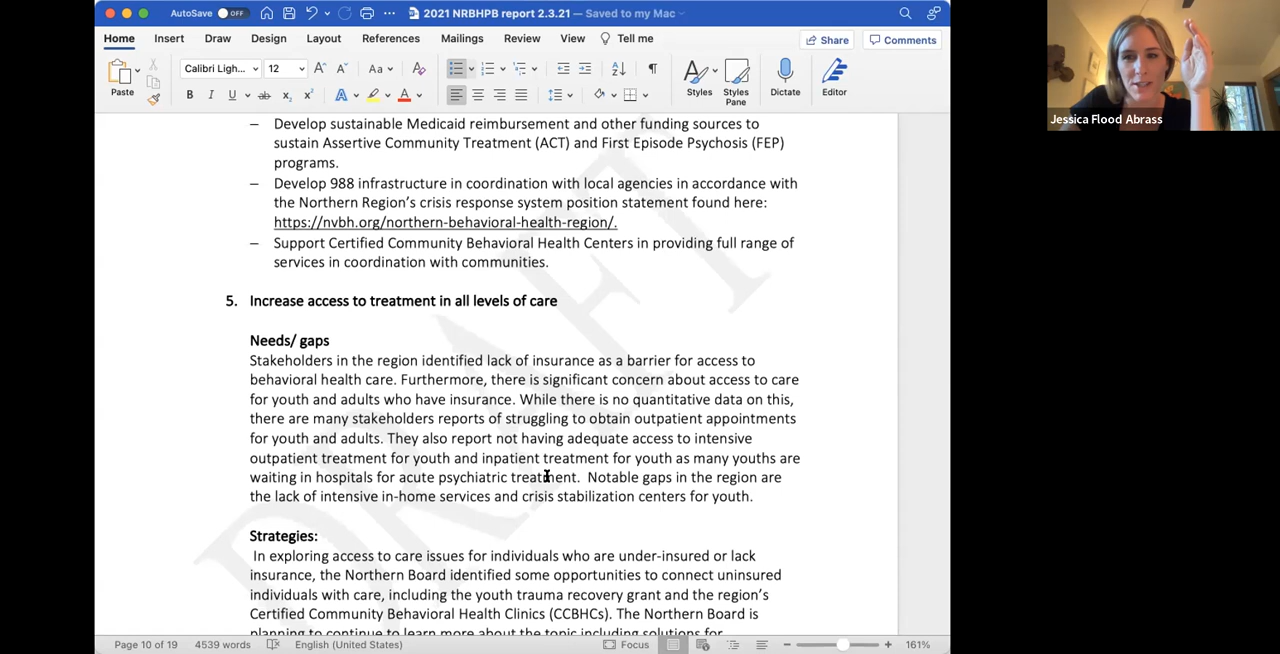 AutoSave OFF 2021 NRBHPB report 2.3.21 — Saved to my Mac
Home Insert Draw Design Layout References Mailings Review View Tell me Share Comments
Paste Calibri Ligh... 12 Styles Styles Pane Dictate Editor
Jessica Flood Abrass
– Develop sustainable Medicaid reimbursement and other funding sources to
sustain Assertive Community Treatment (ACT) and First Episode Psychosis (FEP)
programs.
– Develop 988 infrastructure in coordination with local agencies in accordance with
the Northern Region's crisis response system position statement found here:
https://nvbh.org/northern-behavioral-health-region/.
– Support Certified Community Behavioral Health Centers in providing full range of
services in coordination with communities.
5. Increase access to treatment in all levels of care
Needs/ gaps
Stakeholders in the region identified lack of insurance as a barrier for access to
behavioral health care. Furthermore, there is significant concern about access to care
for youth and adults who have insurance. While there is no quantitative data on this,
there are many stakeholders reports of struggling to obtain outpatient appointments
for youth and adults. They also report not having adequate access to intensive
outpatient treatment for youth and inpatient treatment for youth as many youths are
waiting in hospitals for acute psychiatric treatment. Notable gaps in the region are
the lack of intensive in-home services and crisis stabilization centers for youth.
Strategies:
In exploring access to care issues for individuals who are under-insured or lack
insurance, the Northern Board identified some opportunities to connect uninsured
individuals with care, including the youth trauma recovery grant and the region's
Certified Community Behavioral Health Clinics (CCBHCs). The Northern Board is
planning to continue to learn more about the topic including solutions for
DRAFT
Page 10 of 19 4539 words English (United States) Focus 161%